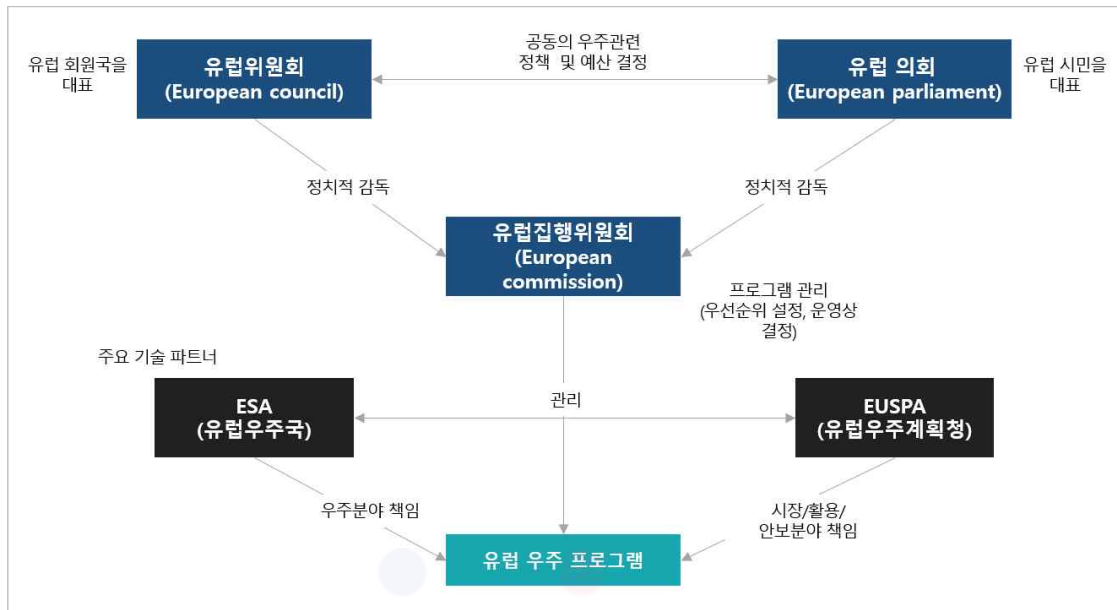 공동의 우주관련
정책 및 예산 결정
유럽 회원국을
대표
유럽위원회
(European council)
유럽 의회
(European parliament)
유럽 시민을
대표
정치적 감독
정치적 감독
유럽집행위원회
(European
commission)
프로그램 관리
(우선순위 설정, 운영상
결정)
주요 기술 파트너
ESA
(유럽우주국)
관리
EUSPA
(유럽우주계획청)
우주분야 책임
시장/활용/
안보분야 책임
유럽 우주 프로그램